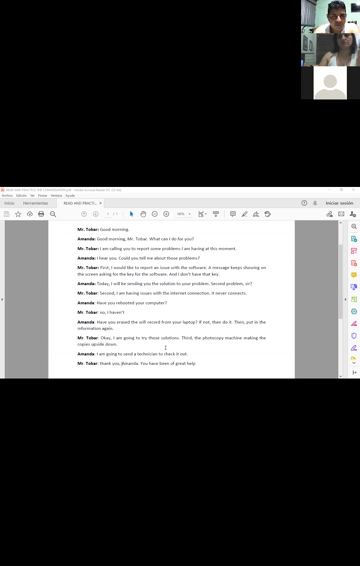 Inicio Herramientas READ AND PRACTI... × Iniciar sesión
Mr. Tobar: Good morning.
Amanda: Good morning, Mr. Tobar. What can I do for you?
Mr. Tobar: I am calling you to report some problems I am having at this moment.
Amanda: I hear you. Could you tell me about those problems?
Mr. Tobar: First, I would like to report an issue with the software. A message keeps showing on
the screen asking for the key for the software. And I don't have that key.
Amanda: Today, I will be sending you the solution to your problem. Second problem, sir?
Mr. Tobar: Second, I am having issues with the internet connection. It never connects.
Amanda: Have you rebooted your computer?
Mr. Tobar: no, I haven't
Amanda: Have you erased the wifi record from your laptop? If not, then do it. Then, put in the
information again.
Mr. Tobar: Okay, I am going to try those solutions. Third, the photocopy machine making the
copies upside down.
Amanda: I am going to send a technician to check it out.
Mr. Tobar: thank you, Amanda. You have been of great help.